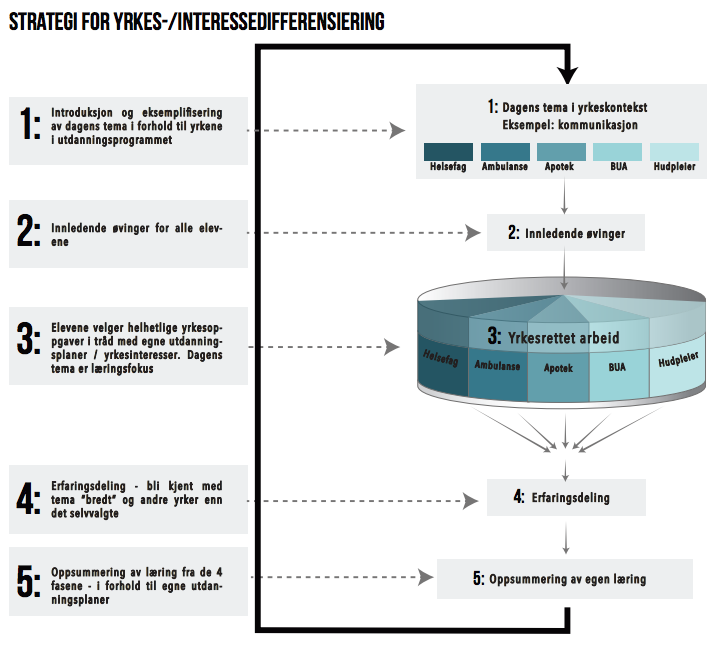 STRATEGI FOR YRKES-/INTERESSEDIFFERENSIERING
1: Introduksjon og eksemplifisering
av dagens tema i forhold til yrkene
i utdanningsprogrammet
1: Dagens tema i yrkeskontekst
Eksempel: kommunikasjon
Helsefag Ambulanse Apotek BUA Hudpleier
2: Innledende øvinger for alle elev-
ene
2: Innledende øvinger
3: Elevene velger helhetlige yrkesop-
pgaver i tråd med egne utdanning-
splaner / yrkesinteresser. Dagens
tema er læringsfokus
3: Yrkesrettet arbeid
Helsefag Ambulanse Apotek BUA Hudpleier
4: Erfaringsdeling - bli kjent med
tema "bredt" og andre yrker enn
det selvvalgte
4: Erfaringsdeling
5: Oppsummering av læring fra de 4
fasene - i forhold til egne utdan-
ningsplaner
5: Oppsummering av egen læring